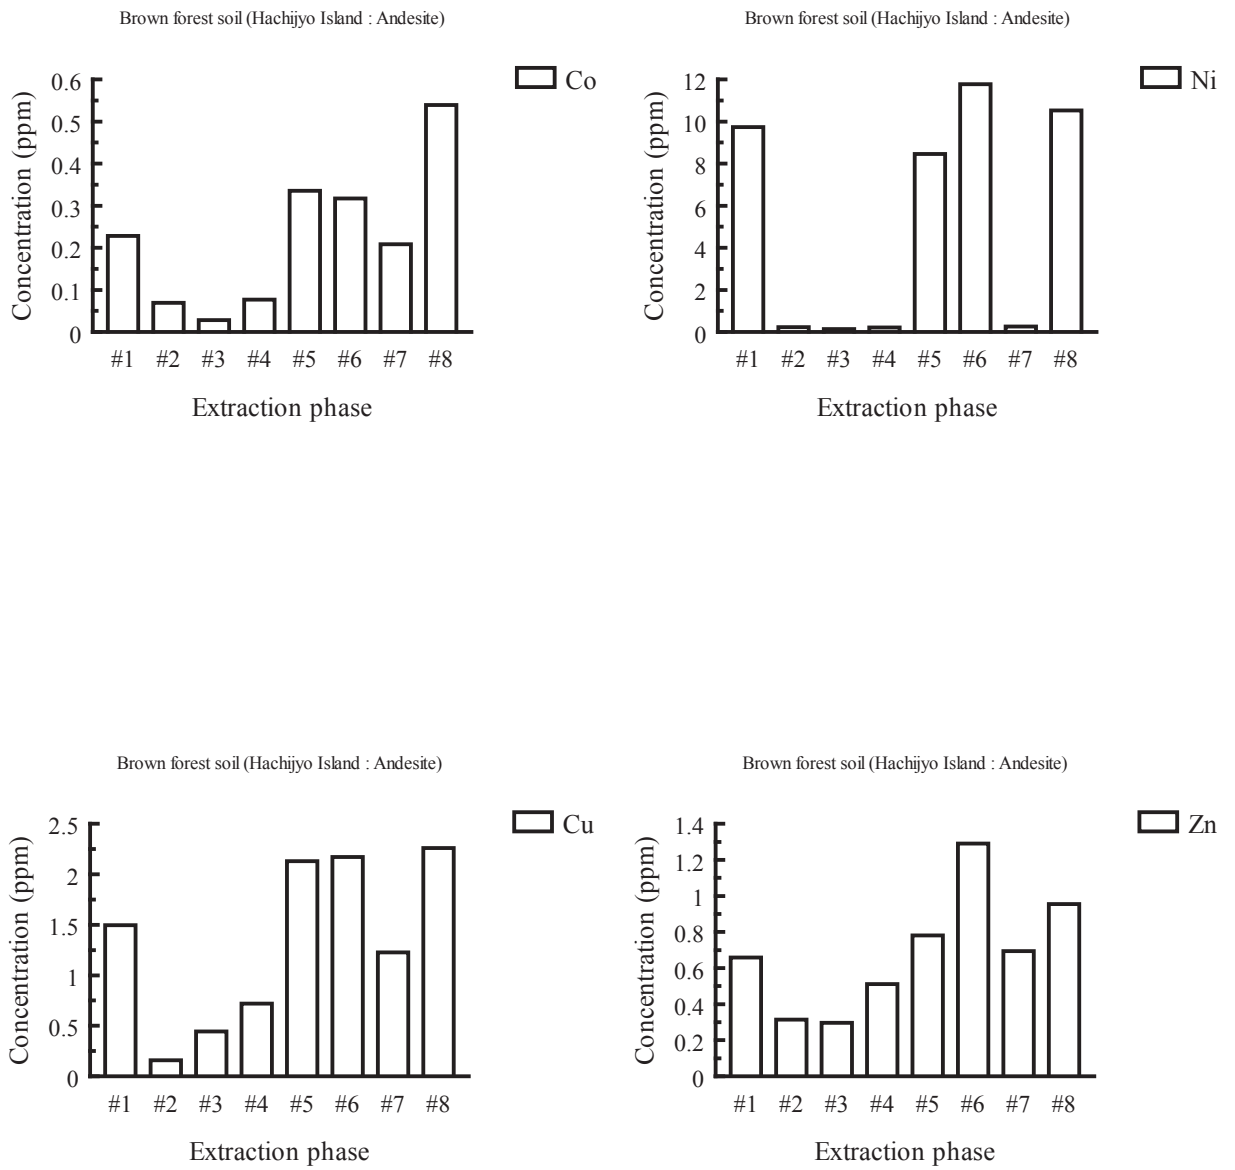 Brown forest soil (Hachijyo Island : Andesite)
Co
Concentration (ppm)
0.6
0.5
0.4
0.3
0.2
0.1
0
#1 #2 #3 #4 #5 #6 #7 #8
Extraction phase
Brown forest soil (Hachijyo Island : Andesite)
Ni
Concentration (ppm)
12
10
8
6
4
2
0
#1 #2 #3 #4 #5 #6 #7 #8
Extraction phase
Brown forest soil (Hachijyo Island : Andesite)
Cu
Concentration (ppm)
2.5
2
1.5
1
0.5
0
#1 #2 #3 #4 #5 #6 #7 #8
Extraction phase
Brown forest soil (Hachijyo Island : Andesite)
Zn
Concentration (ppm)
1.4
1.2
1
0.8
0.6
0.4
0.2
0
#1 #2 #3 #4 #5 #6 #7 #8
Extraction phase